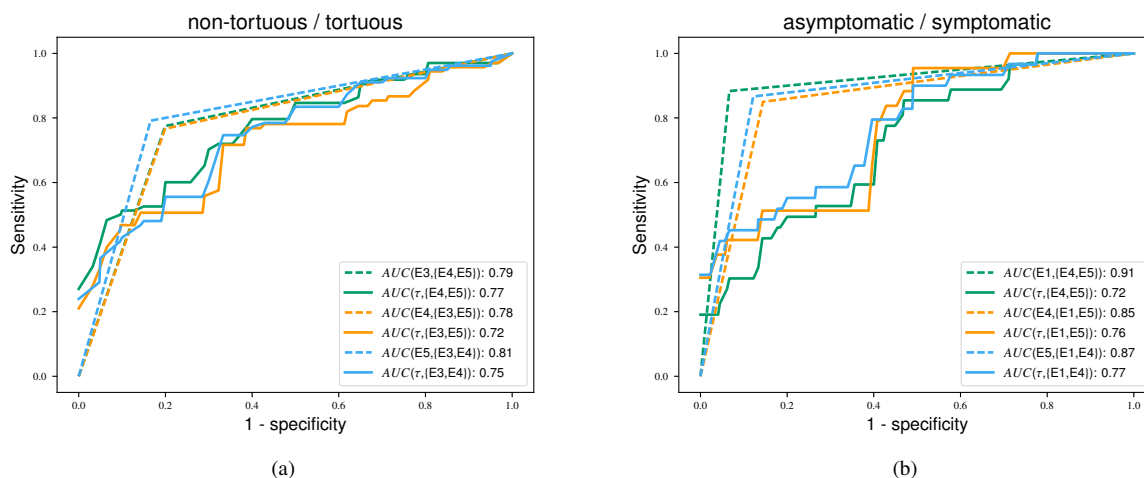 non-tortuous / tortuous
1.0
0.8
0.6
0.4
0.2
0.0
Sensitivity
AUC(E3,{E4,E5}): 0.79
AUC(τ,{E4,E5}): 0.77
AUC(E4,{E3,E5}): 0.78
AUC(τ,{E3,E5}): 0.72
AUC(E5,{E3,E4}): 0.81
AUC(τ,{E3,E4}): 0.75
0.0 0.2 0.4 0.6 0.8 1.0
1 - specificity
(a)
asymptomatic / symptomatic
1.0
0.8
0.6
0.4
0.2
0.0
Sensitivity
AUC(E1,{E4,E5}): 0.91
AUC(τ,{E4,E5}): 0.72
AUC(E4,{E1,E5}): 0.85
AUC(τ,{E1,E5}): 0.76
AUC(E5,{E1,E4}): 0.87
AUC(τ,{E1,E4}): 0.77
0.0 0.2 0.4 0.6 0.8 1.0
1 - specificity
(b)